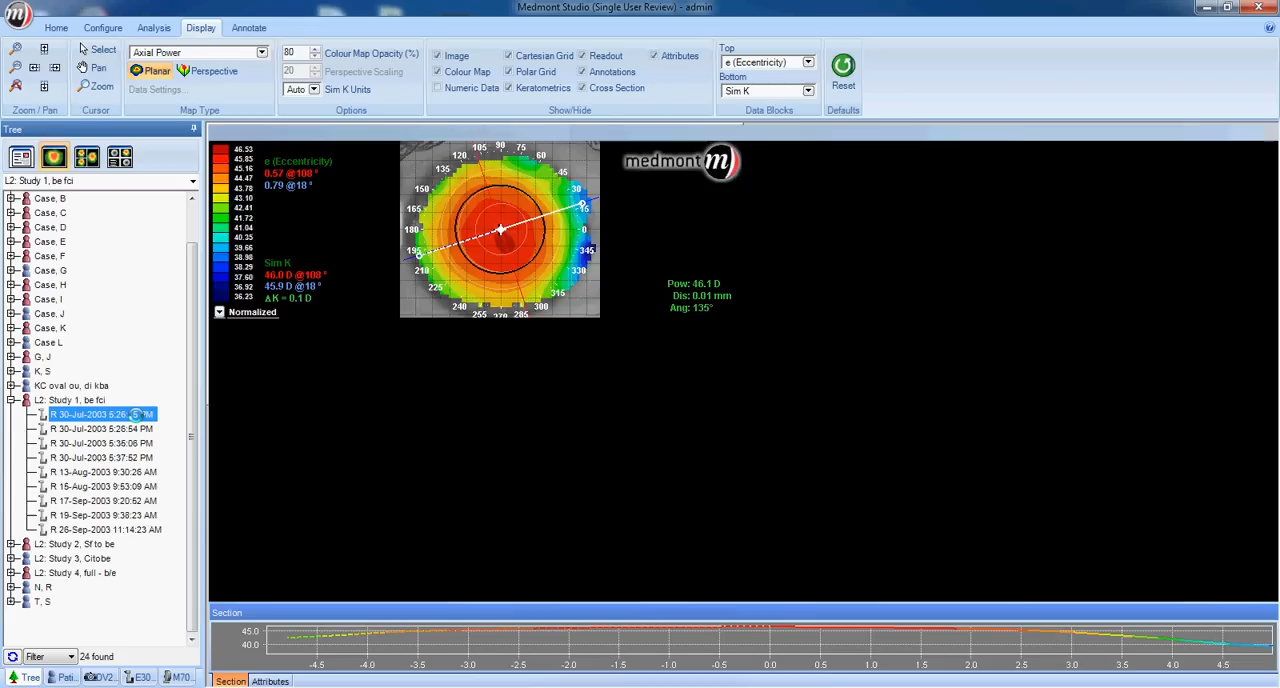 Medmont Studio (Single User Review) - admin
Home Configure Analysis Display Annotate
Select
Pan
Zoom
Zoom / Pan
Cursor
Axial Power
Planar Perspective
Data Settings...
Map Type
80 Colour Map Opacity (%)
20 Perspective Scaling
Auto Sim K Units
Options
Image Cartesian Grid Readout Attributes
Colour Map Polar Grid Annotations
Numeric Data Keratometrics Cross Section
Show/Hide
Top
e (Eccentricity)
Bottom
Sim K
Data Blocks
Reset
Defaults
Tree
L2: Study 1, be fci
Case, B
Case, C
Case, D
Case, E
Case, F
Case, G
Case, H
Case, I
Case, J
Case, K
Case L
G, J
K, S
KC oval ou, di kba
L2: Study 1, be fci
R 30-Jul-2003 5:26
R 30-Jul-2003 5:26:54 PM
R 30-Jul-2003 5:35:06 PM
R 30-Jul-2003 5:37:52 PM
R 13-Aug-2003 9:30:26 AM
R 15-Aug-2003 9:53:09 AM
R 17-Sep-2003 9:20:52 AM
R 19-Sep-2003 9:38:23 AM
R 26-Sep-2003 11:14:23 AM
L2: Study 2, Sf to be
L2: Study 3, Citobe
L2: Study 4, full - b/e
N, R
T, S
Filter 24 found
Tree Pati... OV2... E30... M70...
46.53
45.85
45.16
44.47
43.78
43.10
42.41
41.72
41.04
40.35
39.66
38.98
38.29
37.60
36.92
36.23
e (Eccentricity)
0.57 @108 °
0.79 @18 °
Sim K
46.0 D @108 °
45.9 D @18 °
ΔK = 0.1 D
Normalized
105 90 75
120 60
135 45
150 30
165 15
180 0
195 345
210 330
225 315
240 300
255 270 285
medmont m
Pow: 46.1 D
Dis: 0.01 mm
Ang: 135°
Section
45.0
40.0
-4.5 -4.0 -3.5 -3.0 -2.5 -2.0 -1.5 -1.0 -0.5 0.0 0.5 1.0 1.5 2.0 2.5 3.0 3.5 4.0 4.5
Section Attributes